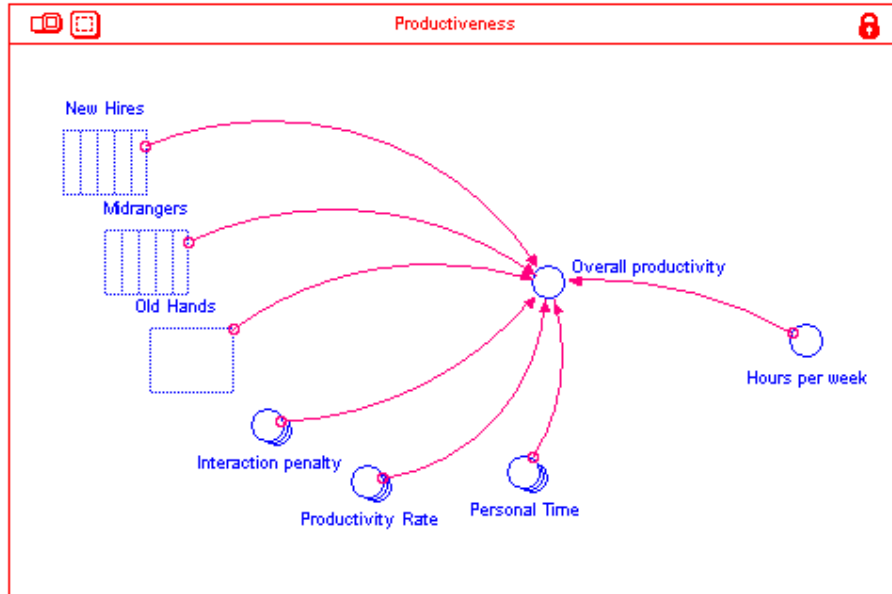 Productiveness
New Hires
Midrangers
Old Hands
Overall productivity
Hours per week
Interaction penalty
Productivity Rate
Personal Time